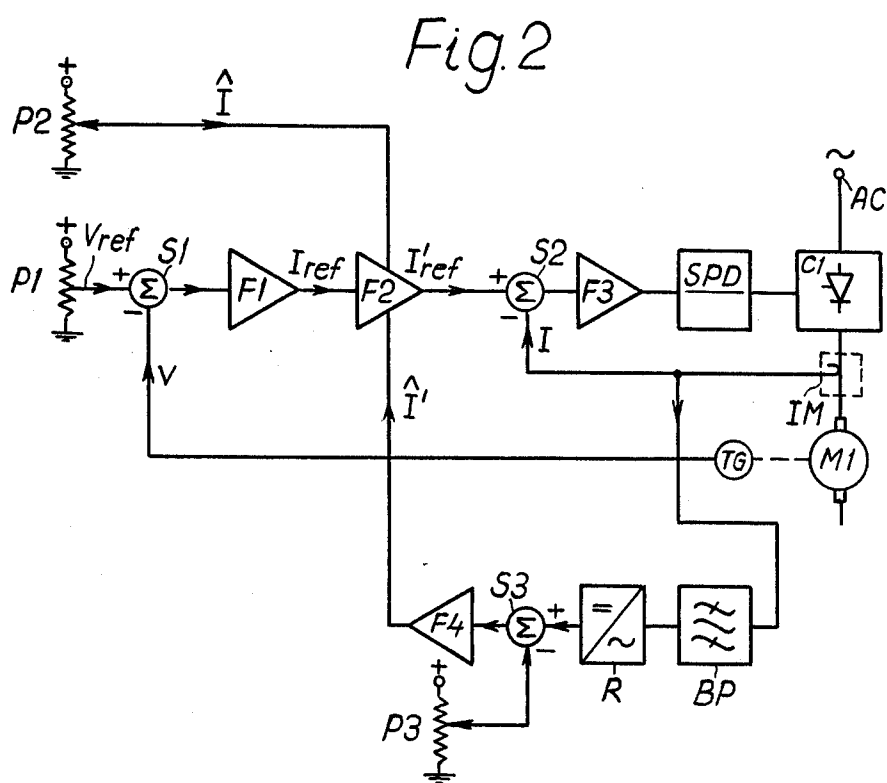 Fig. 2
+
P2
Î
~
AC
+
P1
Vref
+
Σ
S1
−
F1
Iref
F2
I'ref
+
Σ
S2
−
F3
SPD
C1
I
IM
V
Î'
TG
M1
F4
S3
Σ
+
−
=
~
R
BP
+
P3